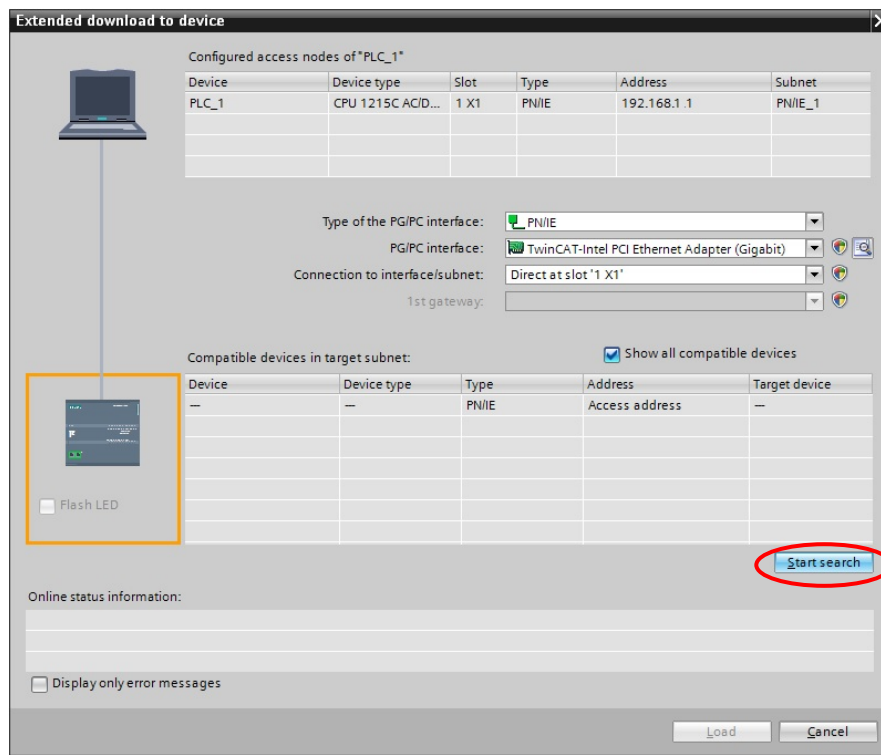 Extended download to device
Configured access nodes of "PLC_1"
Device Device type Slot Type Address Subnet
PLC_1 CPU 1215C AC/D... 1 X1 PN/IE 192.168.1.1 PN/IE_1
Type of the PG/PC interface: PN/IE
PG/PC interface: TwinCAT-Intel PCI Ethernet Adapter (Gigabit)
Connection to interface/subnet: Direct at slot '1 X1'
1st gateway:
Compatible devices in target subnet: Show all compatible devices
Device Device type Type Address Target device
— — PN/IE Access address —
Flash LED
Start search
Online status information:
Display only error messages
Load Cancel